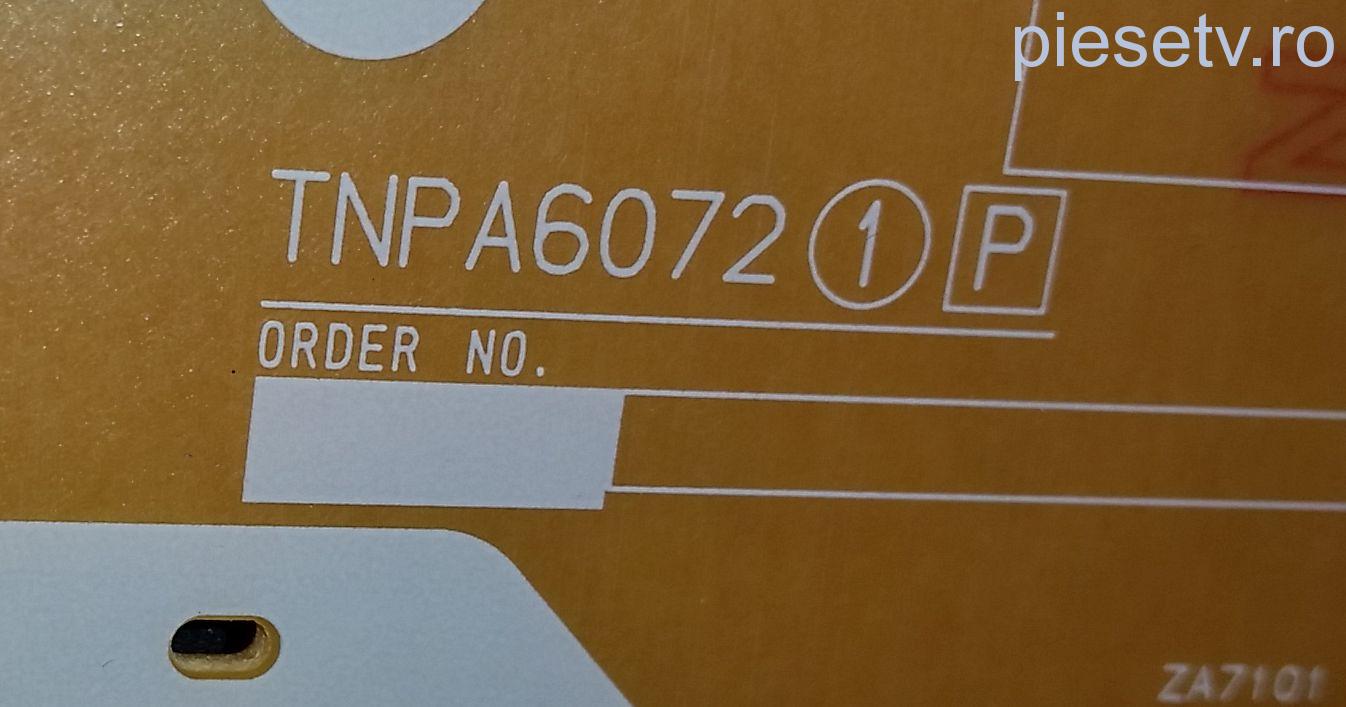 piesetv.ro
TNPA6072 1 P
ORDER NO.
ZA7101